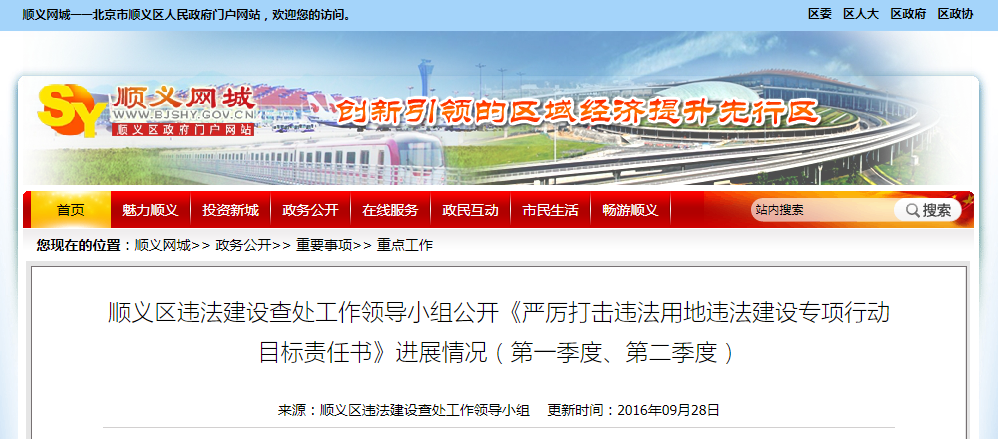 顺义网城——北京市顺义区人民政府门户网站，欢迎您的访问。 区委 区人大 区政府 区政协
SY 顺义网城
WWW.BJSHY.GOV.CN
顺义区政府门户网站
创新引领的区域经济提升先行区
首页 魅力顺义 投资新城 政务公开 在线服务 政民互动 市民生活 畅游顺义 站内搜索 搜索
您现在的位置：顺义网城>> 政务公开>> 重要事项>> 重点工作
顺义区违法建设查处工作领导小组公开《严厉打击违法用地违法建设专项行动
目标责任书》进展情况（第一季度、第二季度）
来源：顺义区违法建设查处工作领导小组 更新时间：2016年09月28日